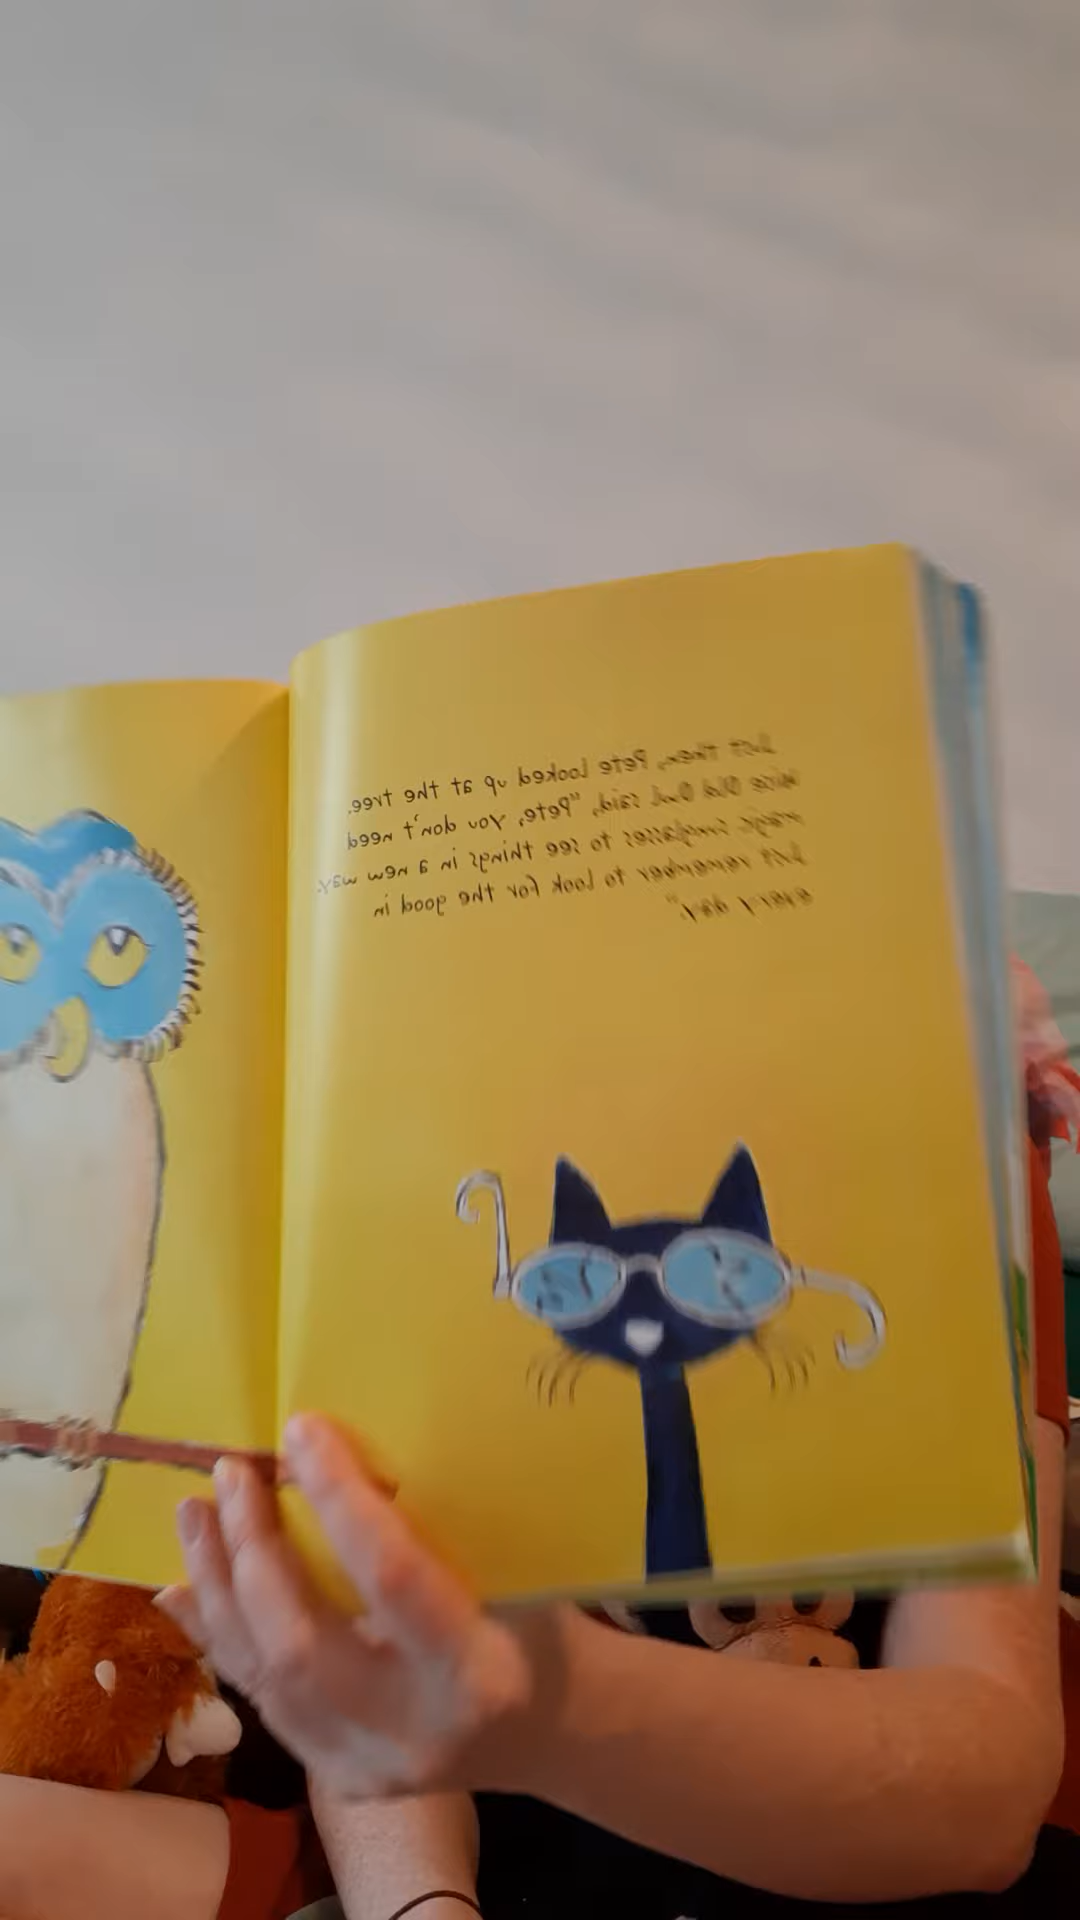 Just then, Pete looked up at the tree.
Wise Old Owl said, "Pete, you don't need
magic sunglasses to see things in a new way.
Just remember to look for the good in
every day."